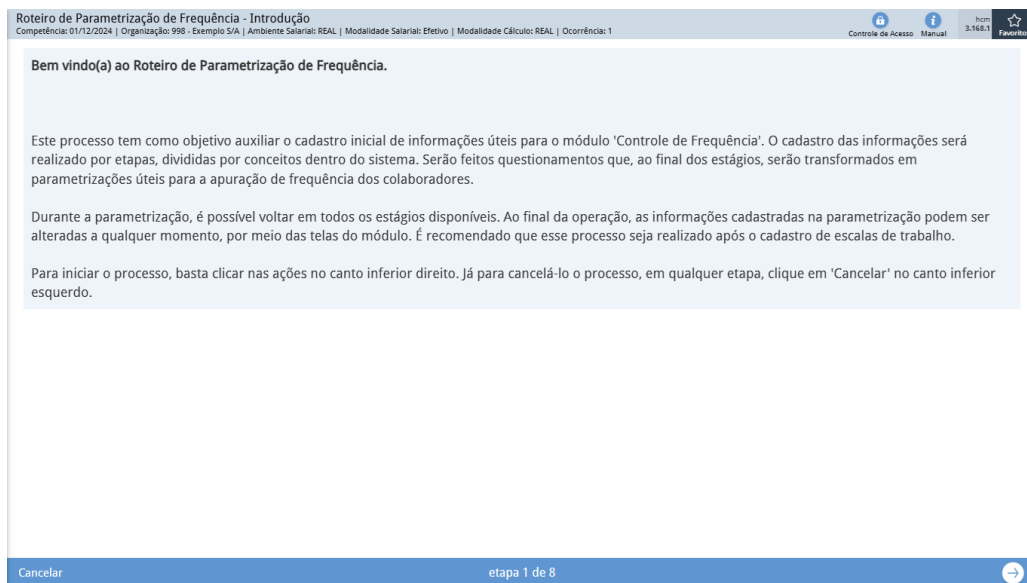 Roteiro de Parametrização de Frequência - Introdução
Competência: 01/12/2024 | Organização: 998 - Exemplo S/A | Ambiente Salarial: REAL | Modalidade Salarial: Efetivo | Modalidade Cálculo: REAL | Ocorrência: 1
Controle de Acesso
Manual
hcm
3.168.1
Favorito
Bem vindo(a) ao Roteiro de Parametrização de Frequência.
Este processo tem como objetivo auxiliar o cadastro inicial de informações úteis para o módulo 'Controle de Frequência'. O cadastro das informações será
realizado por etapas, divididas por conceitos dentro do sistema. Serão feitos questionamentos que, ao final dos estágios, serão transformados em
parametrizações úteis para a apuração de frequência dos colaboradores.
Durante a parametrização, é possível voltar em todos os estágios disponíveis. Ao final da operação, as informações cadastradas na parametrização podem ser
alteradas a qualquer momento, por meio das telas do módulo. É recomendado que esse processo seja realizado após o cadastro de escalas de trabalho.
Para iniciar o processo, basta clicar nas ações no canto inferior direito. Já para cancelá-lo o processo, em qualquer etapa, clique em 'Cancelar' no canto inferior
esquerdo.
Cancelar
etapa 1 de 8